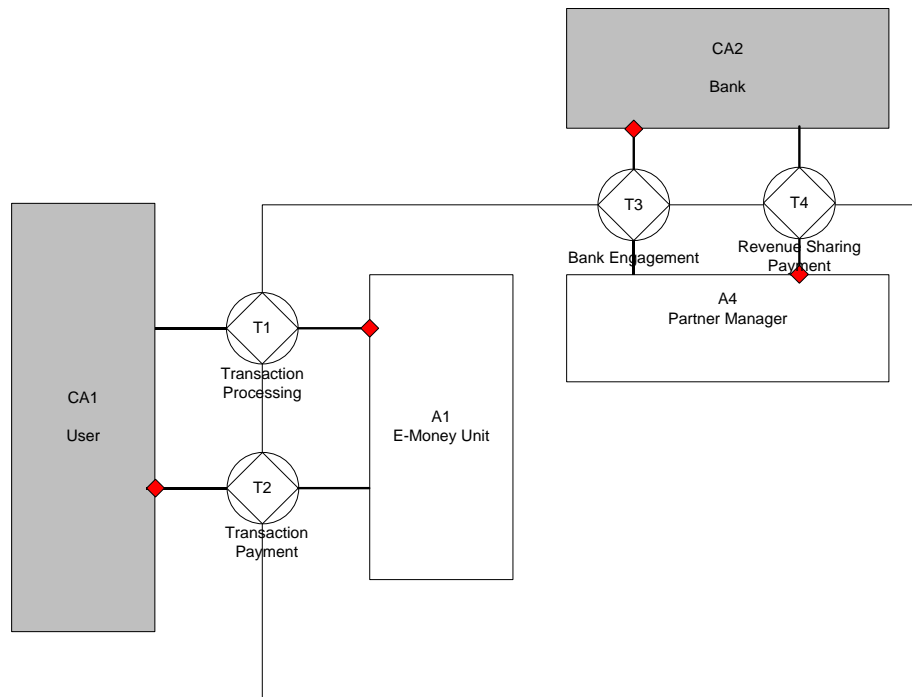 CA2
Bank
T3
T4
Bank Engagement
Revenue Sharing
Payment
A4
Partner Manager
T1
Transaction
Processing
CA1
User
A1
E-Money Unit
T2
Transaction
Payment